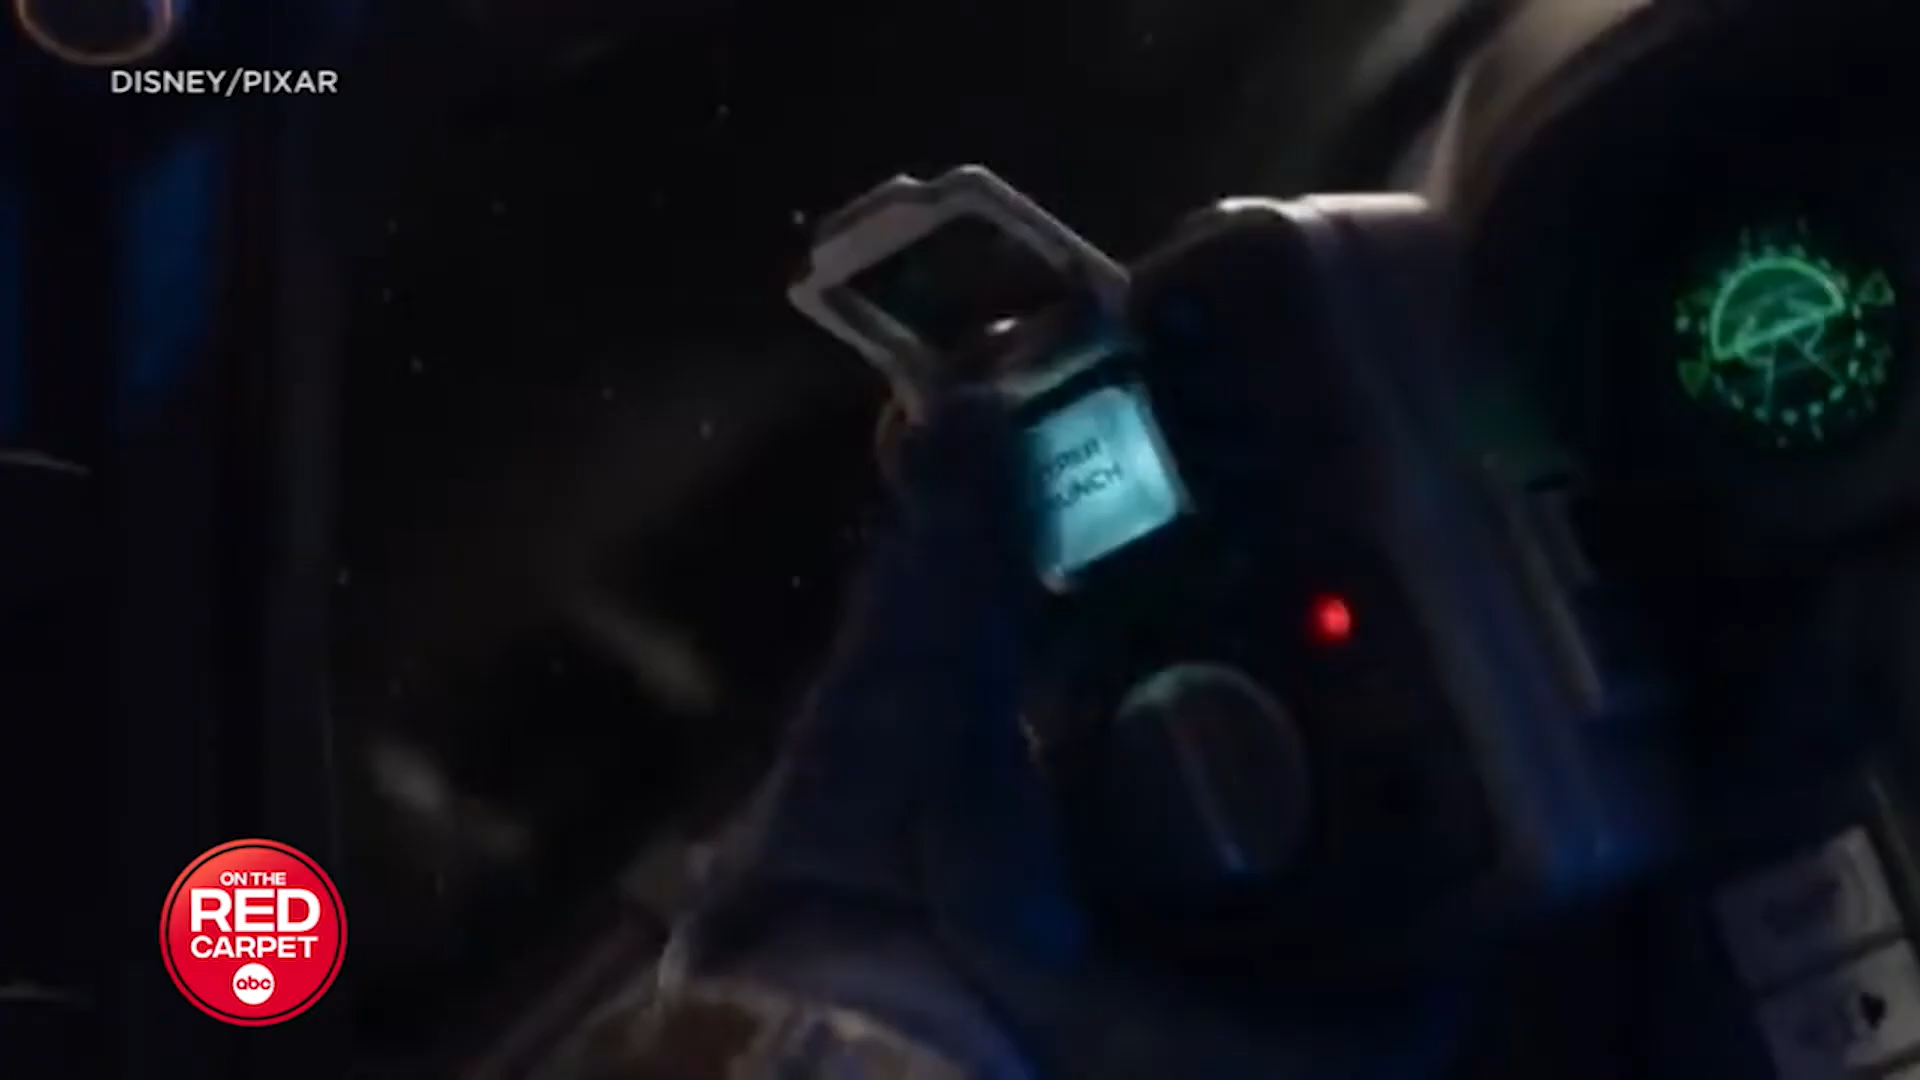 DISNEY/PIXAR
ON THE
RED
CARPET
abc